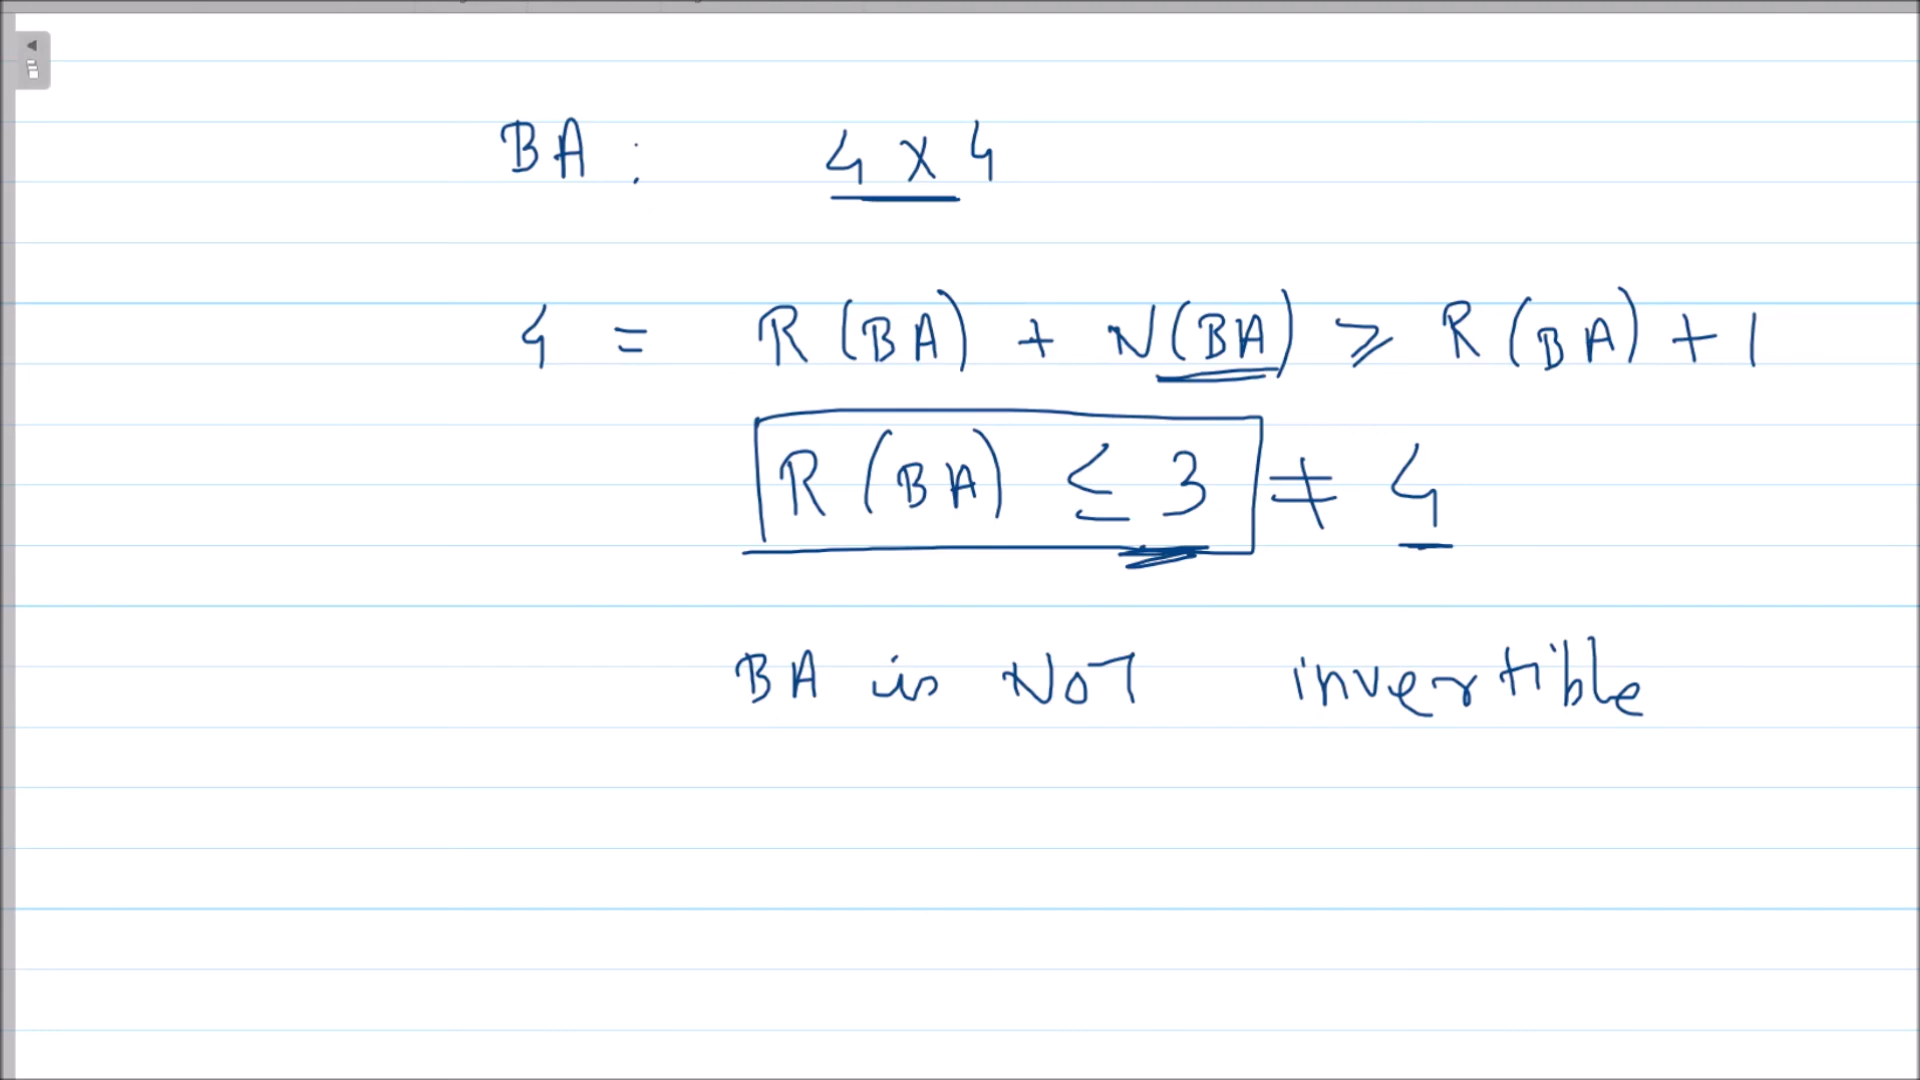 BA : 4 x 4
4 = R (BA) + N(BA) ⩾ R (BA) + 1
R (BA) ≤ 3 ≠ 4
BA is NOT invertible